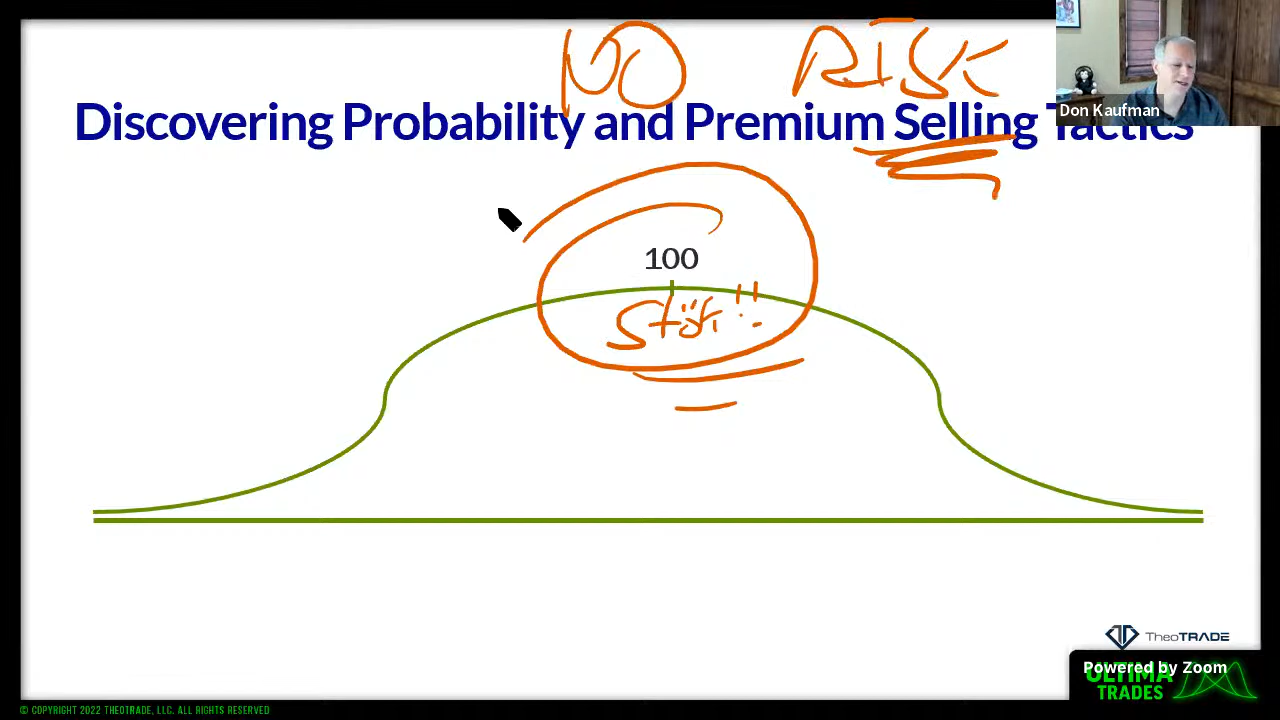 NO RISK
Discovering Probability and Premium Selling Tactics
Don Kaufman
100
TheoTRADE
Powered by Zoom
ULTIMA
TRADES
© COPYRIGHT 2022 THEOTRADE, LLC. ALL RIGHTS RESERVED